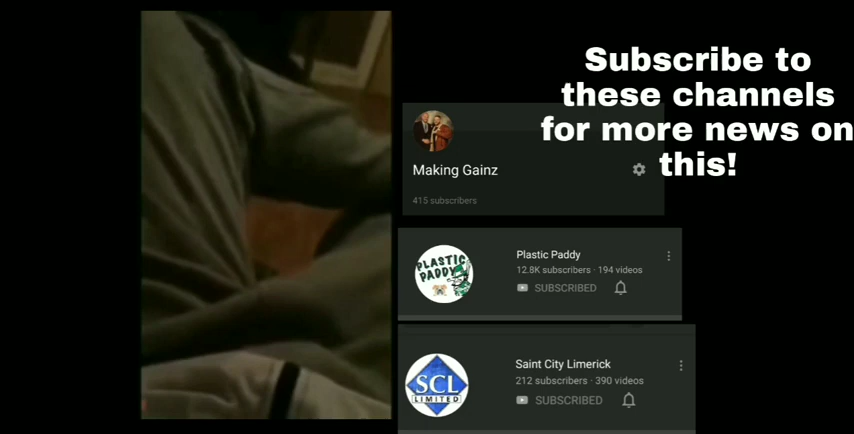 Subscribe to
these channels
for more news on
this!
Making Gainz
415 subscribers
PLASTIC
PADDY
Plastic Paddy
12.8K subscribers · 194 videos
SUBSCRIBED
SCL
LIMITED
Saint City Limerick
212 subscribers · 390 videos
SUBSCRIBED